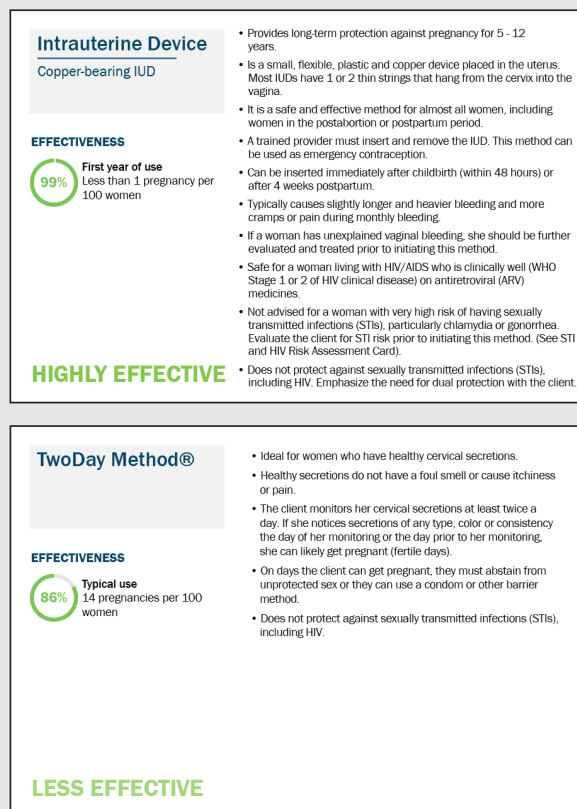 Intrauterine Device
Copper-bearing IUD
EFFECTIVENESS
99%
First year of use
Less than 1 pregnancy per
100 women
HIGHLY EFFECTIVE
• Provides long-term protection against pregnancy for 5 - 12
years.
• Is a small, flexible, plastic and copper device placed in the uterus.
Most IUDs have 1 or 2 thin strings that hang from the cervix into the
vagina.
• It is a safe and effective method for almost all women, including
women in the postabortion or postpartum period.
• A trained provider must insert and remove the IUD. This method can
be used as emergency contraception.
• Can be inserted immediately after childbirth (within 48 hours) or
after 4 weeks postpartum.
• Typically causes slightly longer and heavier bleeding and more
cramps or pain during monthly bleeding.
• If a woman has unexplained vaginal bleeding, she should be further
evaluated and treated prior to initiating this method.
• Safe for a woman living with HIV/AIDS who is clinically well (WHO
Stage 1 or 2 of HIV clinical disease) on antiretroviral (ARV)
medicines.
• Not advised for a woman with very high risk of having sexually
transmitted infections (STIs), particularly chlamydia or gonorrhea.
Evaluate the client for STI risk prior to initiating this method. (See STI
and HIV Risk Assessment Card).
• Does not protect against sexually transmitted infections (STIs),
including HIV. Emphasize the need for dual protection with the client.
TwoDay Method®
EFFECTIVENESS
86%
Typical use
14 pregnancies per 100
women
LESS EFFECTIVE
• Ideal for women who have healthy cervical secretions.
• Healthy secretions do not have a foul smell or cause itchiness
or pain.
• The client monitors her cervical secretions at least twice a
day. If she notices secretions of any type, color or consistency
the day of her monitoring or the day prior to her monitoring,
she can likely get pregnant (fertile days).
• On days the client can get pregnant, they must abstain from
unprotected sex or they can use a condom or other barrier
method.
• Does not protect against sexually transmitted infections (STIs),
including HIV.